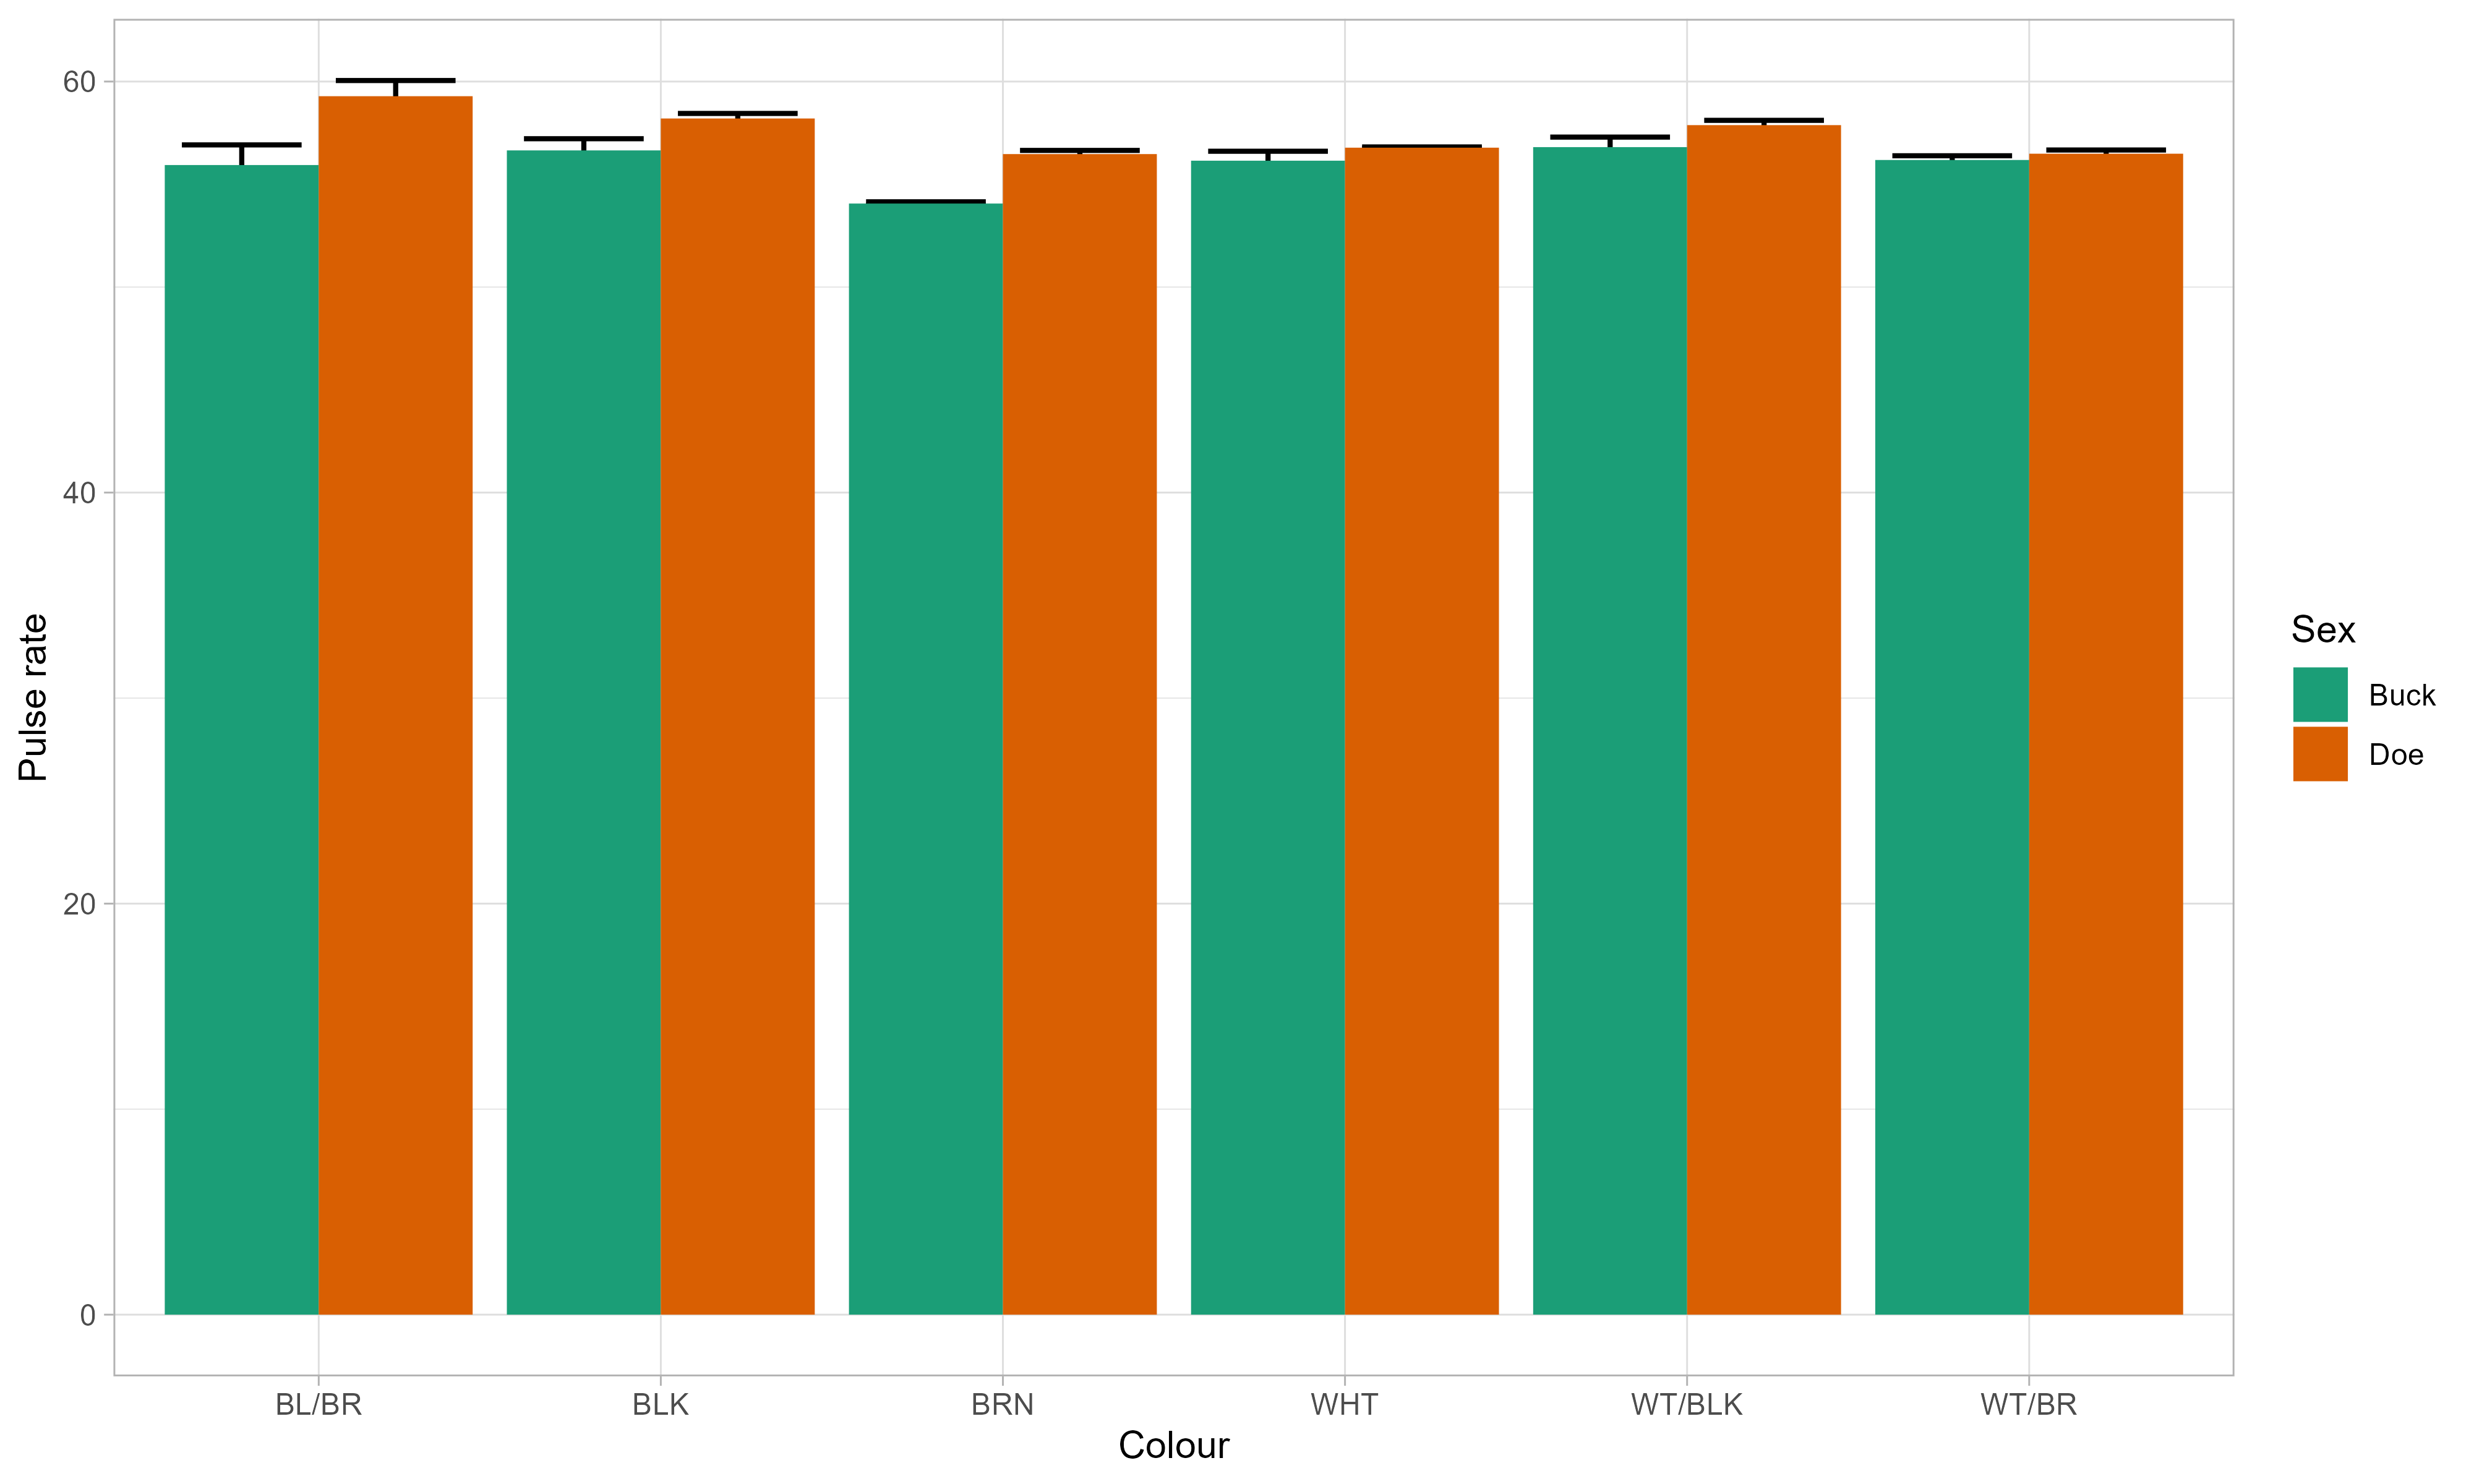 60
40
20
0
Pulse rate
BL/BR
BLK
BRN
WHT
WT/BLK
WT/BR
Colour
Sex
Buck
Doe